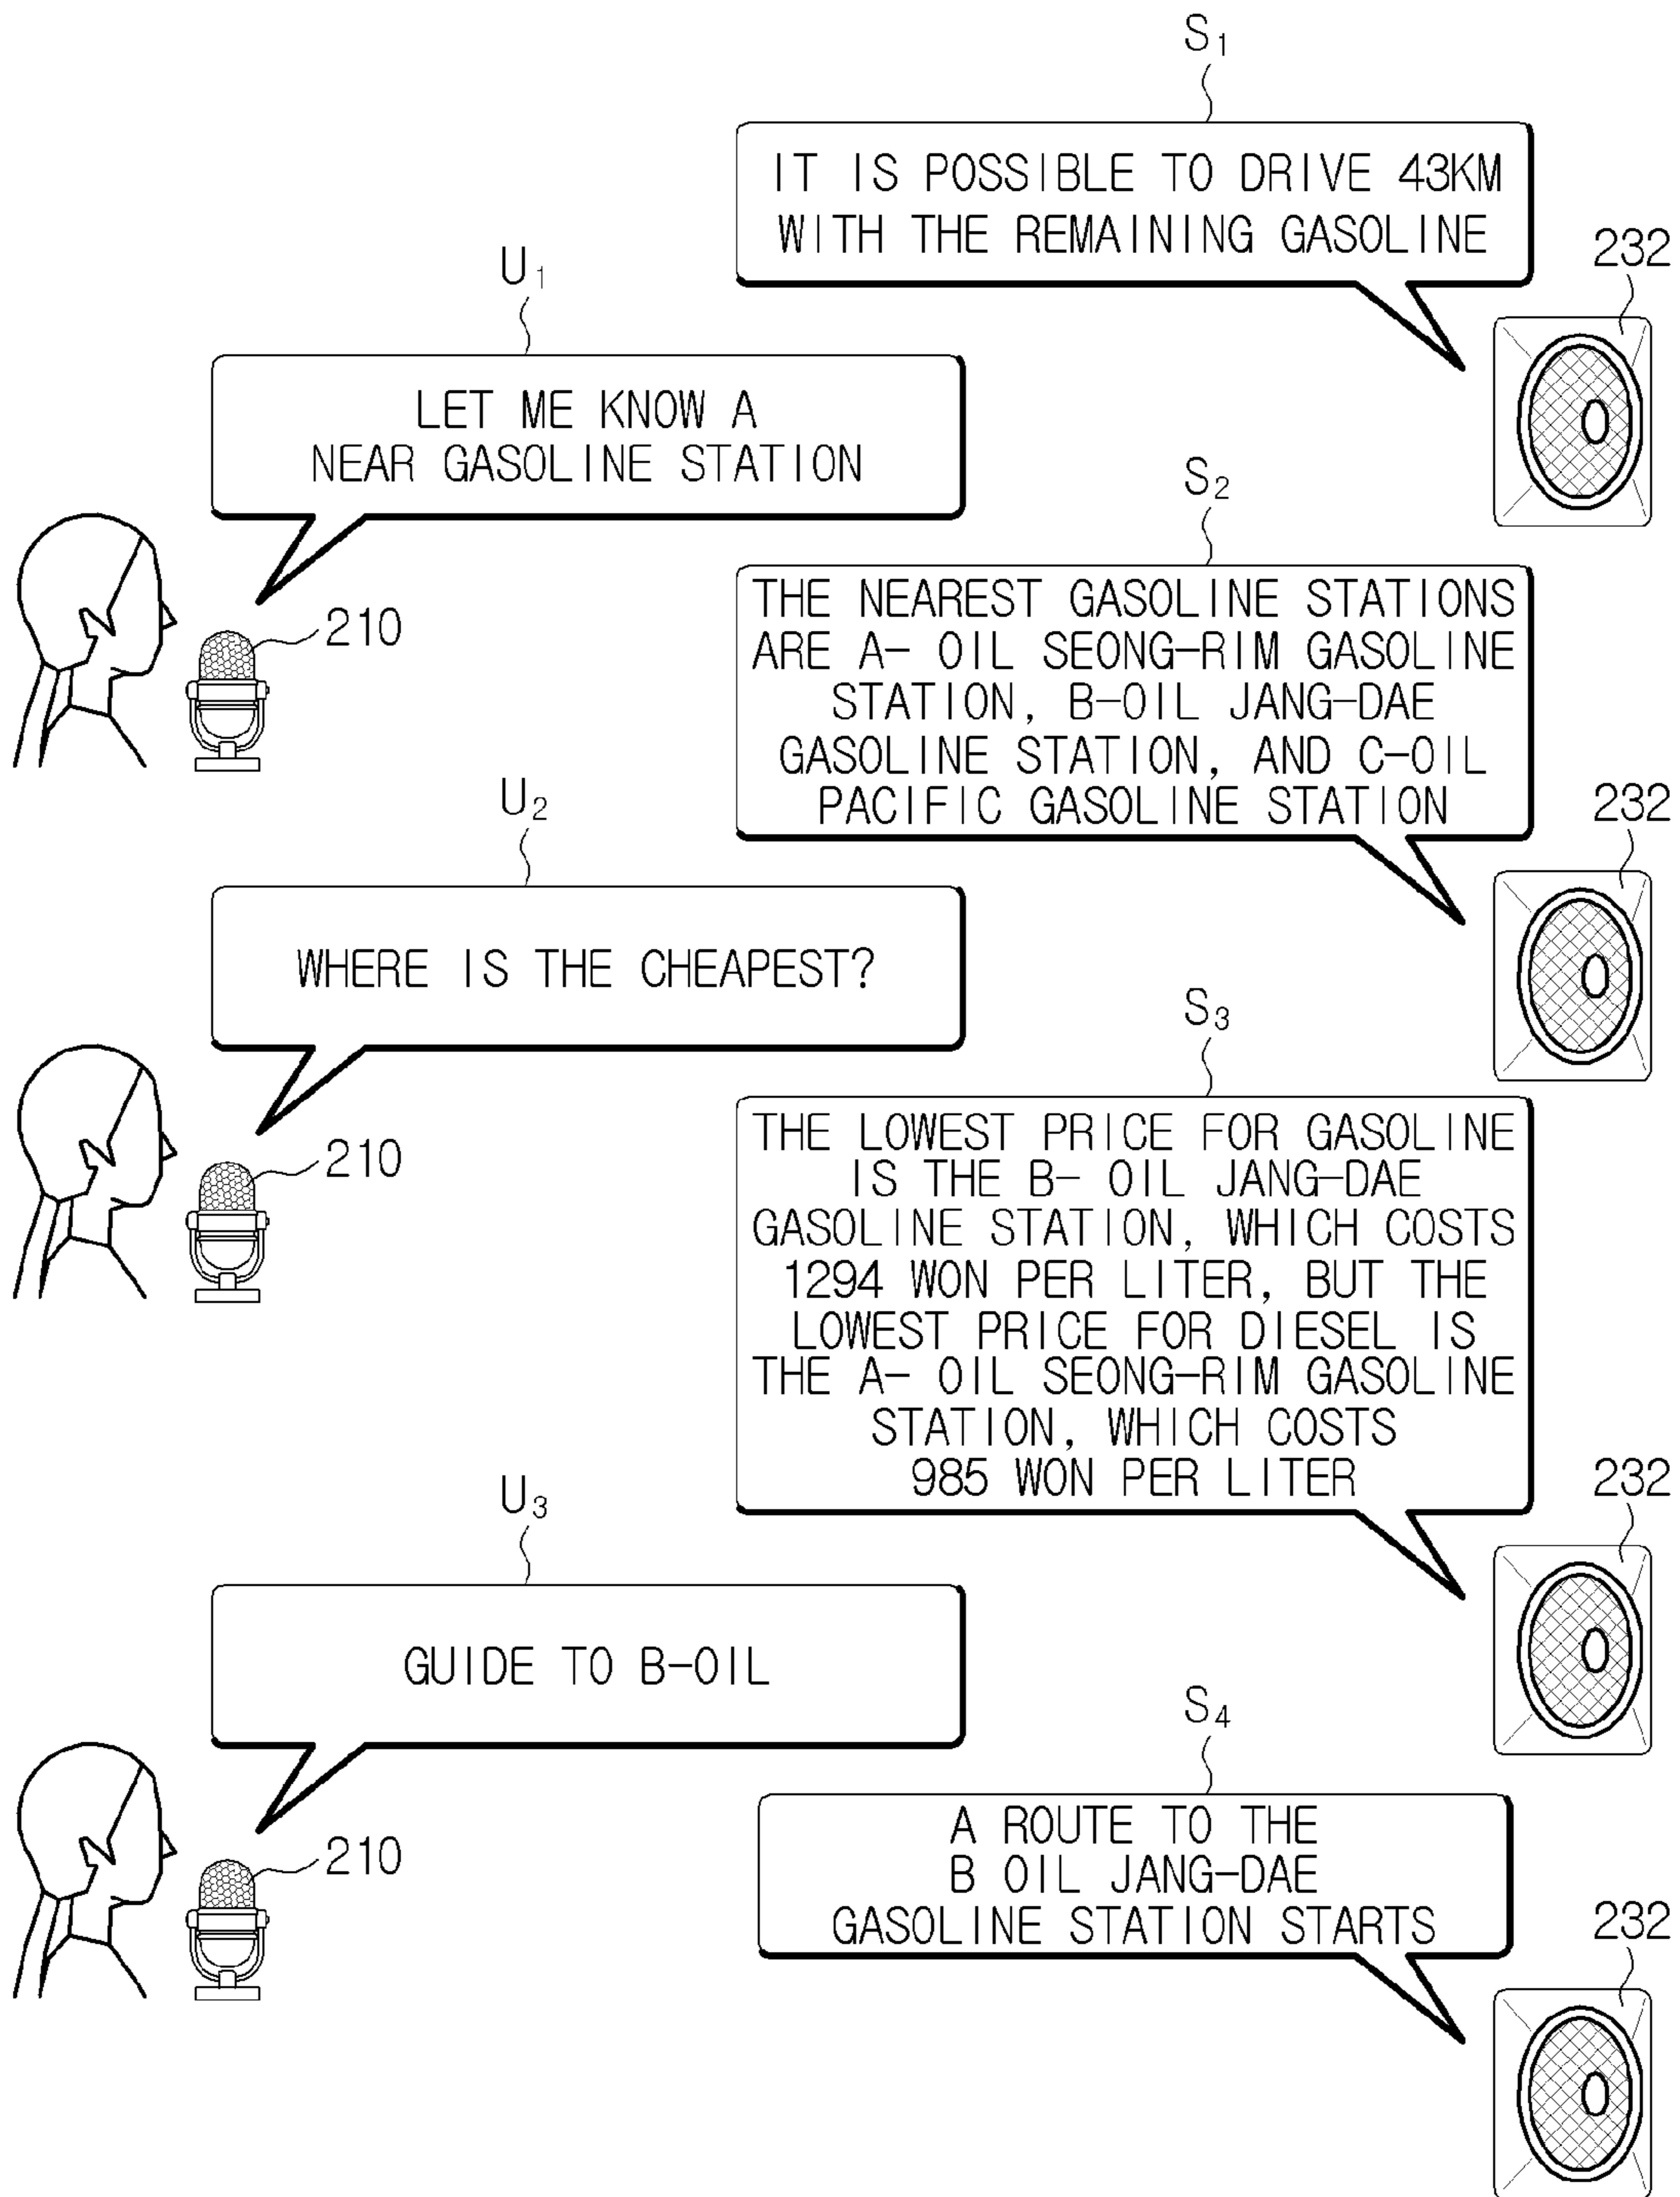 S1
IT IS POSSIBLE TO DRIVE 43KM
WITH THE REMAINING GASOLINE
232
U1
LET ME KNOW A
NEAR GASOLINE STATION
210
S2
THE NEAREST GASOLINE STATIONS
ARE A- OIL SEONG-RIM GASOLINE
STATION, B-OIL JANG-DAE
GASOLINE STATION, AND C-OIL
PACIFIC GASOLINE STATION
232
U2
WHERE IS THE CHEAPEST?
210
S3
THE LOWEST PRICE FOR GASOLINE
IS THE B- OIL JANG-DAE
GASOLINE STATION, WHICH COSTS
1294 WON PER LITER, BUT THE
LOWEST PRICE FOR DIESEL IS
THE A- OIL SEONG-RIM GASOLINE
STATION, WHICH COSTS
985 WON PER LITER
232
U3
GUIDE TO B-OIL
210
S4
A ROUTE TO THE
B OIL JANG-DAE
GASOLINE STATION STARTS
232